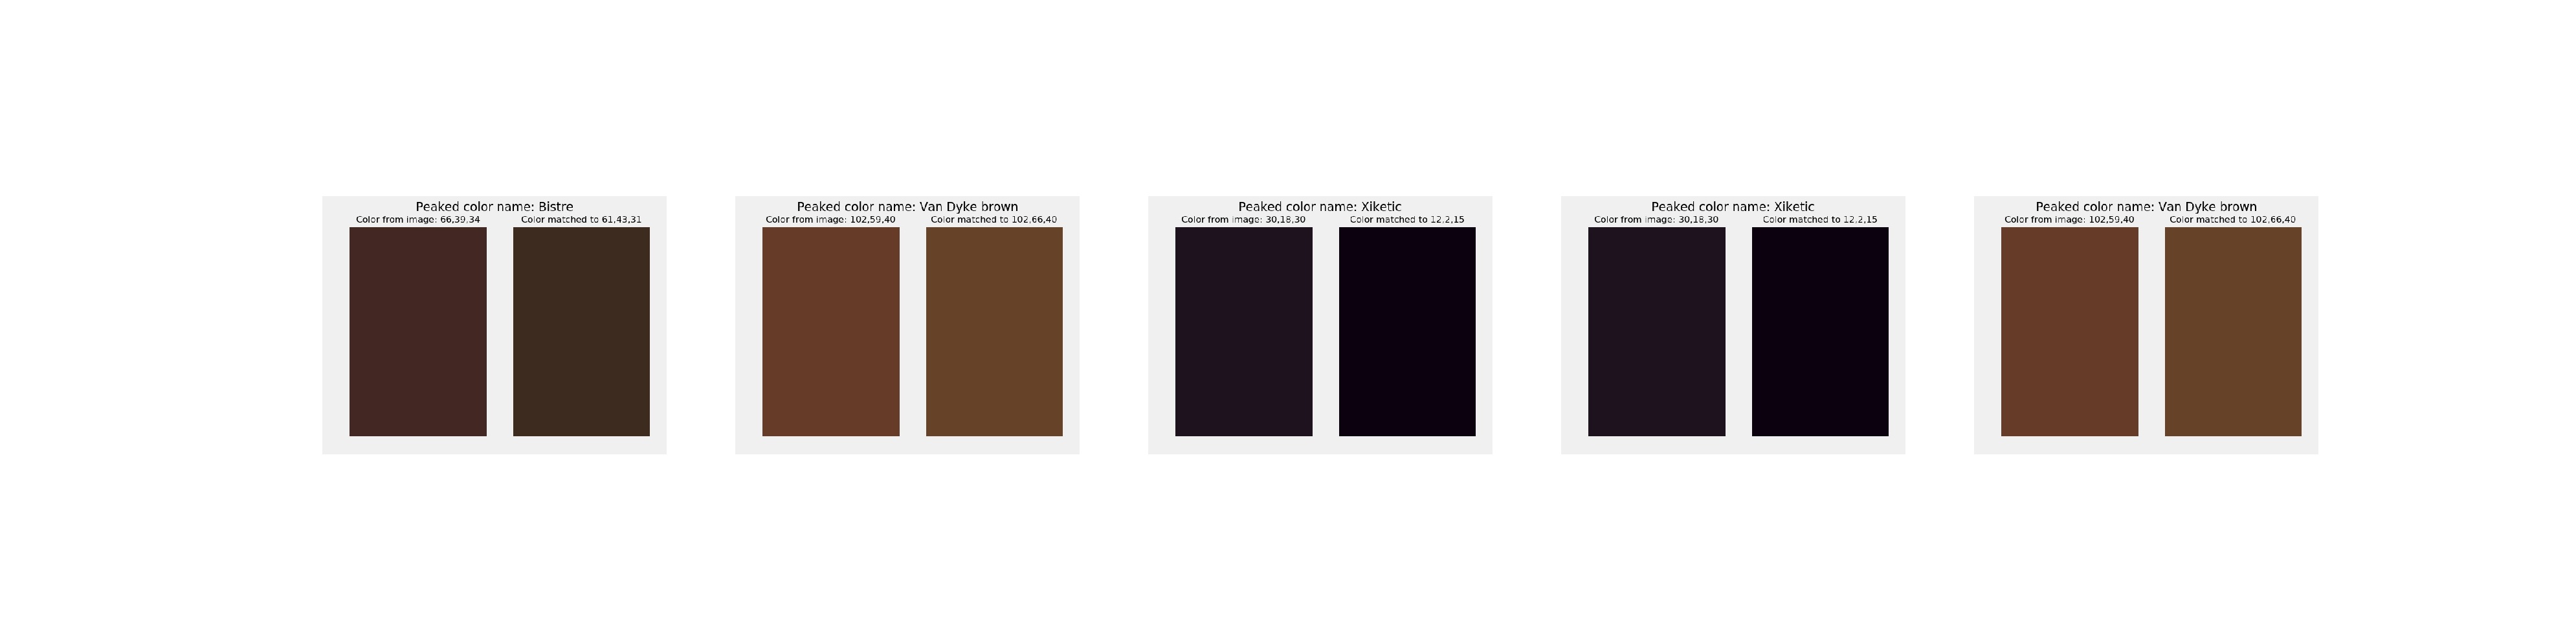 Peaked color name: Bistre
Color from image: 66,39,34
Color matched to 61,43,31
Peaked color name: Van Dyke brown
Color from image: 102,59,40
Color matched to 102,66,40
Peaked color name: Xiketic
Color from image: 30,18,30
Color matched to 12,2,15
Peaked color name: Xiketic
Color from image: 30,18,30
Color matched to 12,2,15
Peaked color name: Van Dyke brown
Color from image: 102,59,40
Color matched to 102,66,40